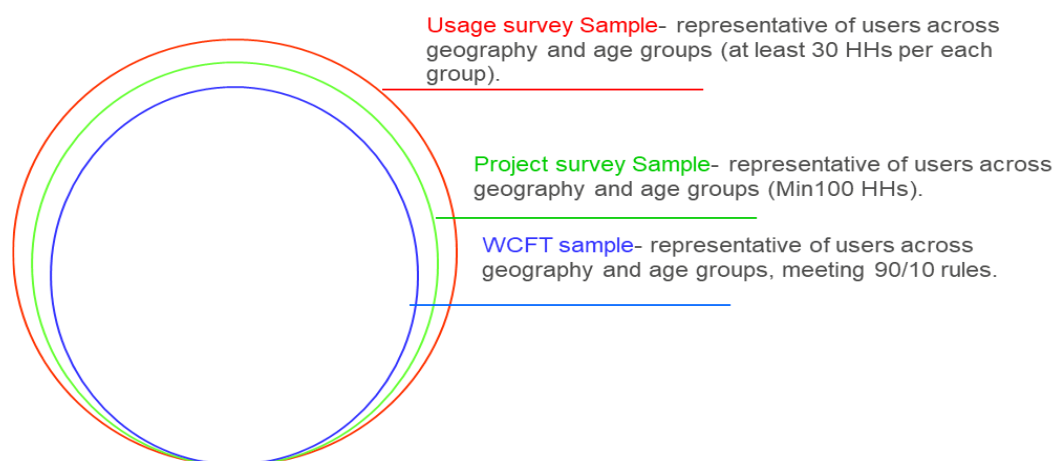 Usage survey Sample- representative of users across
geography and age groups (at least 30 HHs per each
group).
Project survey Sample- representative of users across
geography and age groups (Min100 HHs).
WCFT sample- representative of users across
geography and age groups, meeting 90/10 rules.